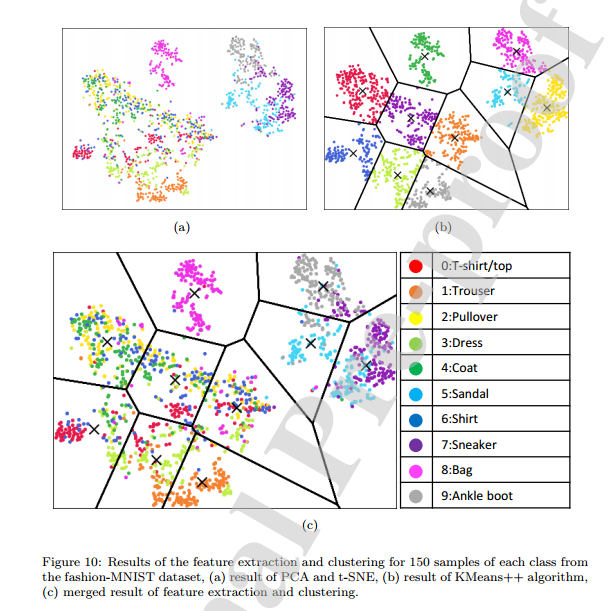 (a)
(b)
0:T-shirt/top
1:Trouser
2:Pullover
3:Dress
4:Coat
5:Sandal
6:Shirt
7:Sneaker
8:Bag
9:Ankle boot
(c)
Figure 10: Results of the feature extraction and clustering for 150 samples of each class from
the fashion-MNIST dataset, (a) result of PCA and t-SNE, (b) result of KMeans++ algorithm,
(c) merged result of feature extraction and clustering.
nal Pre-proof